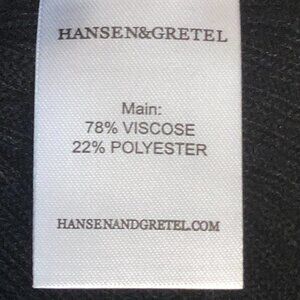 HANSEN&GRETEL
Main:
78% VISCOSE
22% POLYESTER
HANSENANDGRETEL.COM